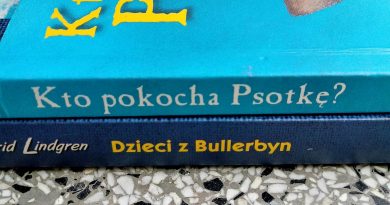 Kto pokocha Psotkę?
Lindgren Dzieci z Bullerbyn